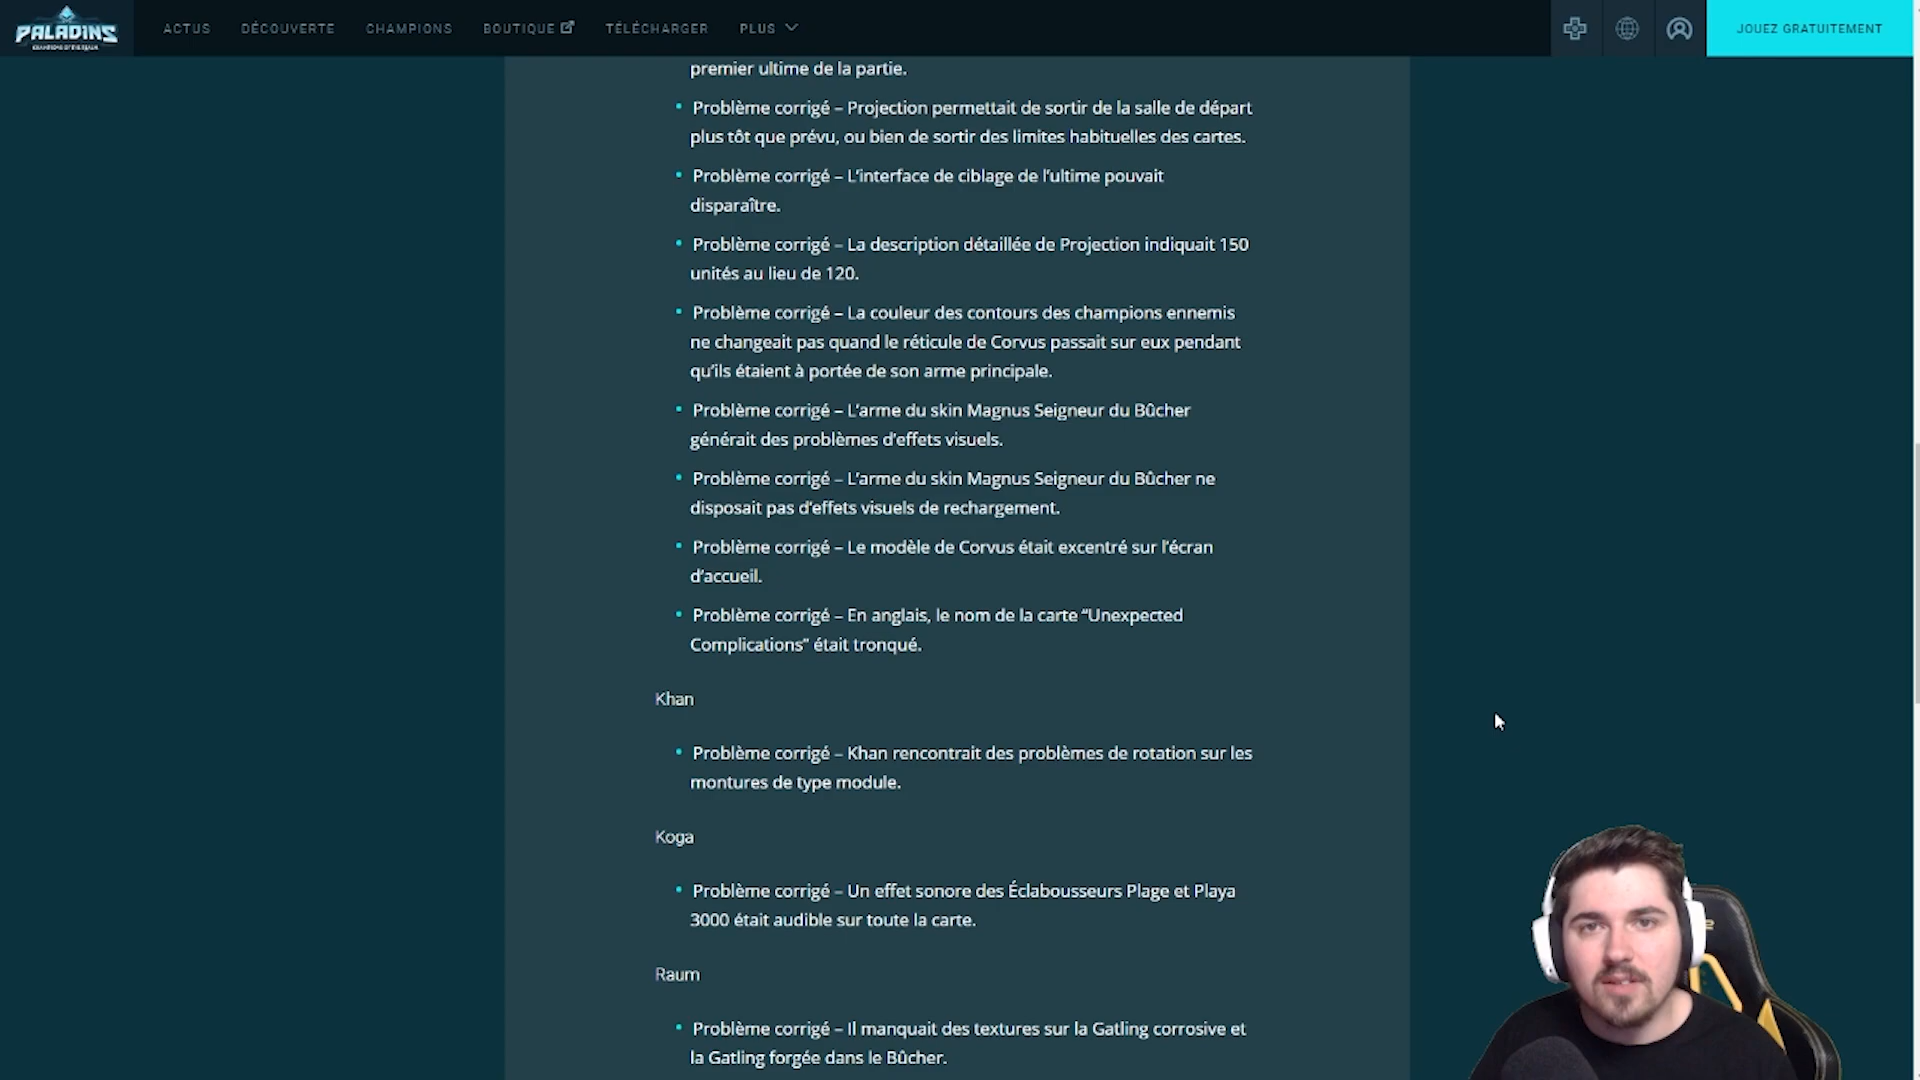 PALADINS
CHAMPIONS OF THE REALM
ACTUS
DÉCOUVERTE
CHAMPIONS
BOUTIQUE
TÉLÉCHARGER
PLUS
JOUEZ GRATUITEMENT
premier ultime de la partie.
• Problème corrigé – Projection permettait de sortir de la salle de départ
plus tôt que prévu, ou bien de sortir des limites habituelles des cartes.
• Problème corrigé – L’interface de ciblage de l’ultime pouvait
disparaître.
• Problème corrigé – La description détaillée de Projection indiquait 150
unités au lieu de 120.
• Problème corrigé – La couleur des contours des champions ennemis
ne changeait pas quand le réticule de Corvus passait sur eux pendant
qu’ils étaient à portée de son arme principale.
• Problème corrigé – L’arme du skin Magnus Seigneur du Bûcher
générait des problèmes d’effets visuels.
• Problème corrigé – L’arme du skin Magnus Seigneur du Bûcher ne
disposait pas d’effets visuels de rechargement.
• Problème corrigé – Le modèle de Corvus était excentré sur l’écran
d’accueil.
• Problème corrigé – En anglais, le nom de la carte “Unexpected
Complications” était tronqué.
Khan
• Problème corrigé – Khan rencontrait des problèmes de rotation sur les
montures de type module.
Koga
• Problème corrigé – Un effet sonore des Éclabousseurs Plage et Playa
3000 était audible sur toute la carte.
Raum
• Problème corrigé – Il manquait des textures sur la Gatling corrosive et
la Gatling forgée dans le Bûcher.